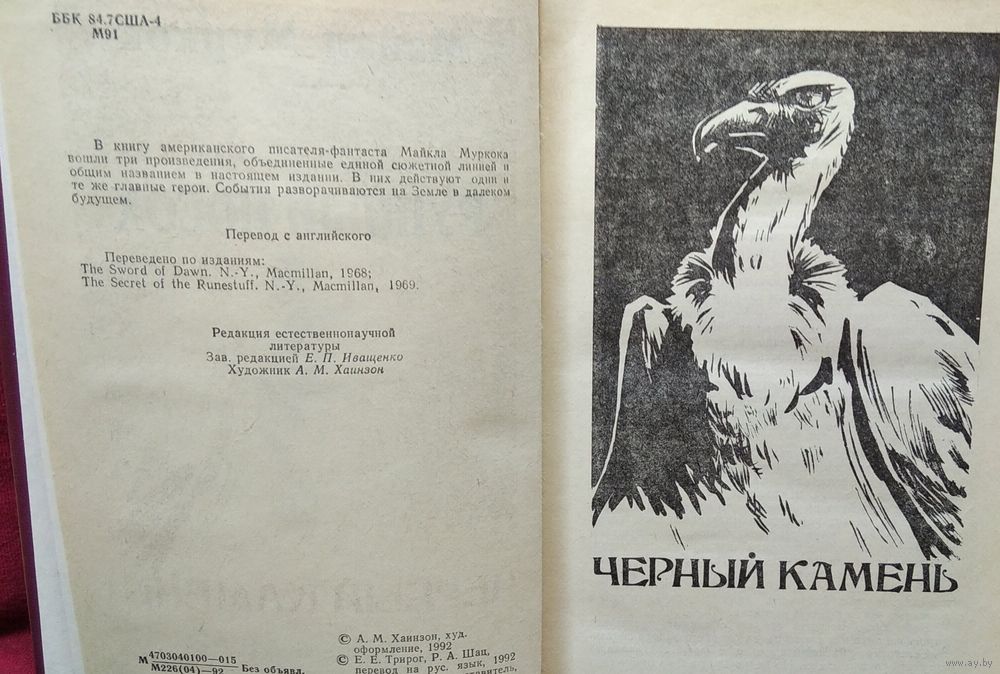 ББК 84.7США-4
М91
В книгу американского писателя-фантаста Майкла Муркока
вошли три произведения, объединенные единой сюжетной линией и
общим названием в настоящем издании. В них действуют одни и
те же главные герои. События разворачиваются на Земле в далеком
будущем.
Перевод с английского
Переведено по изданиям:
The Sword of Dawn. N.-Y., Macmillan, 1968;
The Secret of the Runestuff. N.-Y., Macmillan, 1969.
Редакция естественнонаучной
литературы
Зав. редакцией Е. П. Иващенко
Художник А. М. Хаинзон
М 4703040100—015
М226(04)—92 Без объявл.
© А. М. Хаинзон, худ.
оформление, 1992
© Е. Е. Трирог, Р. А. Шац,
перевод на рус. язык, 1992
ЧЕРНЫЙ КАМЕНЬ
www.ay.by